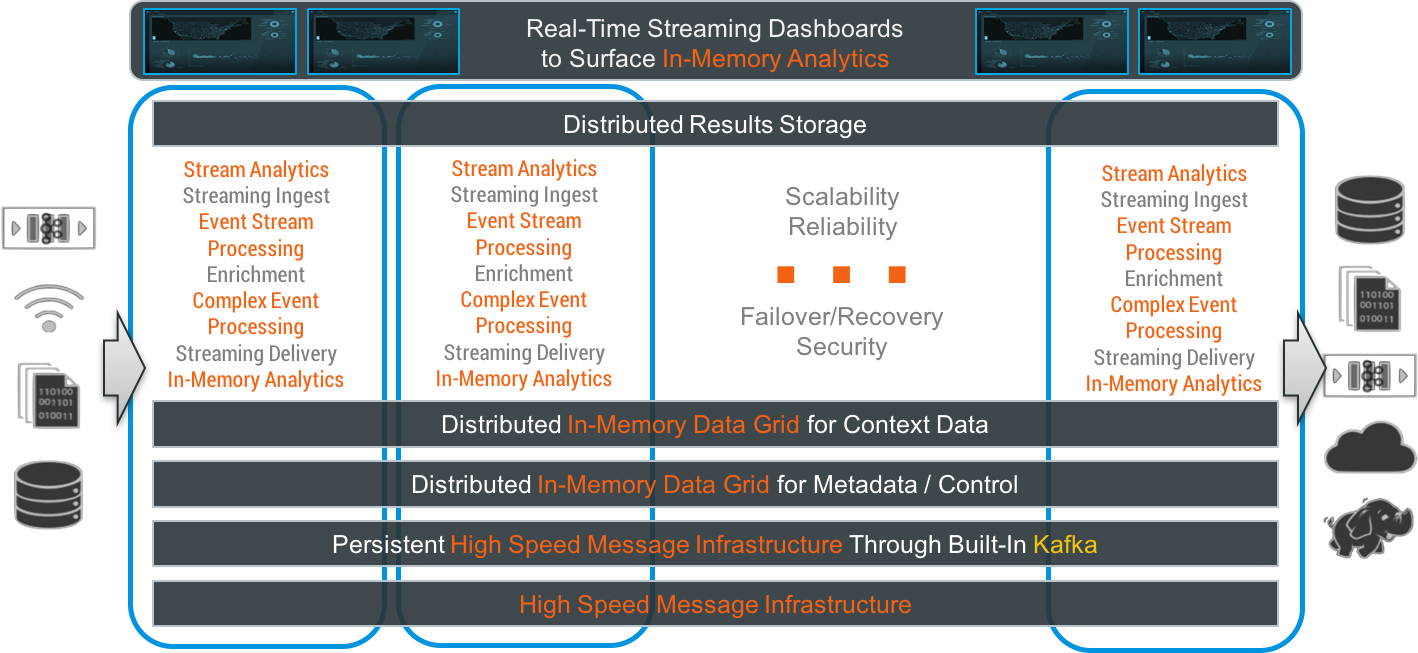 Real-Time Streaming Dashboards
to Surface In-Memory Analytics
Distributed Results Storage
Stream Analytics
Streaming Ingest
Event Stream
Processing
Enrichment
Complex Event
Processing
Streaming Delivery
In-Memory Analytics
Stream Analytics
Streaming Ingest
Event Stream
Processing
Enrichment
Complex Event
Processing
Streaming Delivery
In-Memory Analytics
Scalability
Reliability
Failover/Recovery
Security
Stream Analytics
Streaming Ingest
Event Stream
Processing
Enrichment
Complex Event
Processing
Streaming Delivery
In-Memory Analytics
110100
001101
010011
110100
001101
010011
Distributed In-Memory Data Grid for Context Data
Distributed In-Memory Data Grid for Metadata / Control
Persistent High Speed Message Infrastructure Through Built-In Kafka
High Speed Message Infrastructure